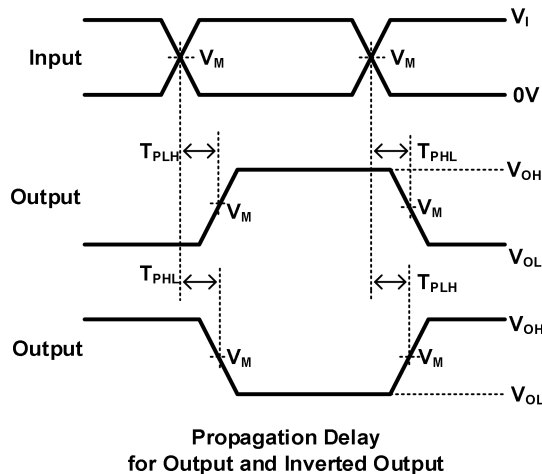 V_I
Input V_M V_M
0V
T_PLH T_PHL
V_OH
Output
V_M V_M
V_OL
T_PHL T_PLH
V_OH
Output
V_M V_M
V_OL
Propagation Delay
for Output and Inverted Output